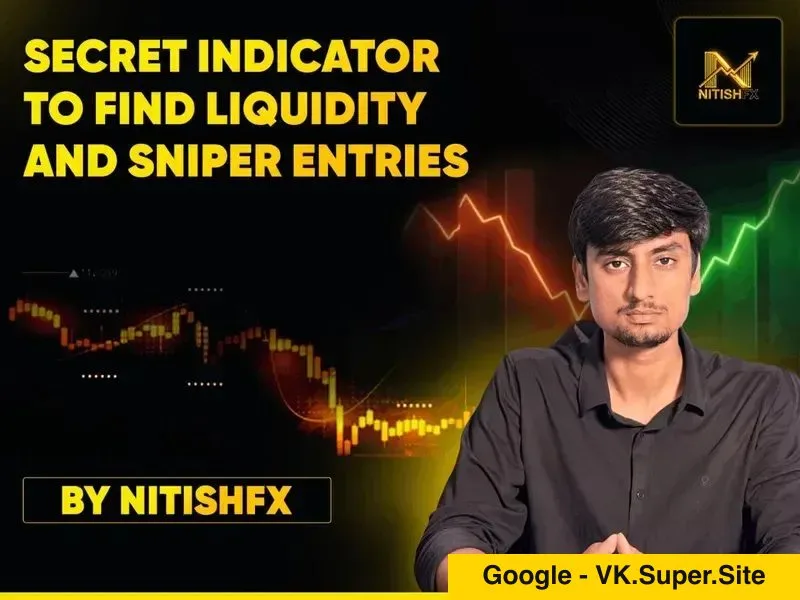 SECRET INDICATOR
TO FIND LIQUIDITY
AND SNIPER ENTRIES
NITISHFX
BY NITISHFX
Google - VK.Super.Site